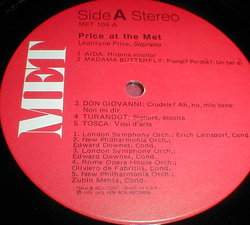 Side A Stereo
MET 104-A
Price at the Met
Leontyne Price, Soprano
1 AIDA: Ritorna vincitor
2 MADAMA BUTTERFLY: Piangi? Perchè? Un bel di
MET
3 DON GIOVANNI: Crudele? Ah, no, mio bene!
Non mi dir
4 TURANDOT: Signore, ascolta
5 TOSCA: Vissi d'arte
1. London Symphony Orch., Erich Leinsdorf, Cond.
2. New Philharmonia Orch.,
Edward Downes, Cond.
3. London Symphony Orch.,
Edward Downes, Cond.
4. Rome Opera House Orch.,
Oliviero de Fabritiis, Cond.
5. New Philharmonia Orch.,
Zubin Mehta, Cond.
RCA RECORDS